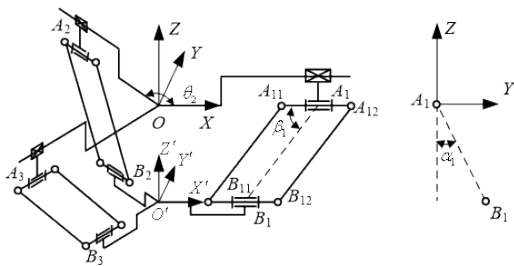 Z
Z
A₂
Y
θ₂
A₁₁
A₁
A₁₂
A₁
Y
O
X
β₁
Z'
Y'
α₁
A₃
B₂
X'
B₁₁
O'
B₁₂
B₁
B₁
B₃